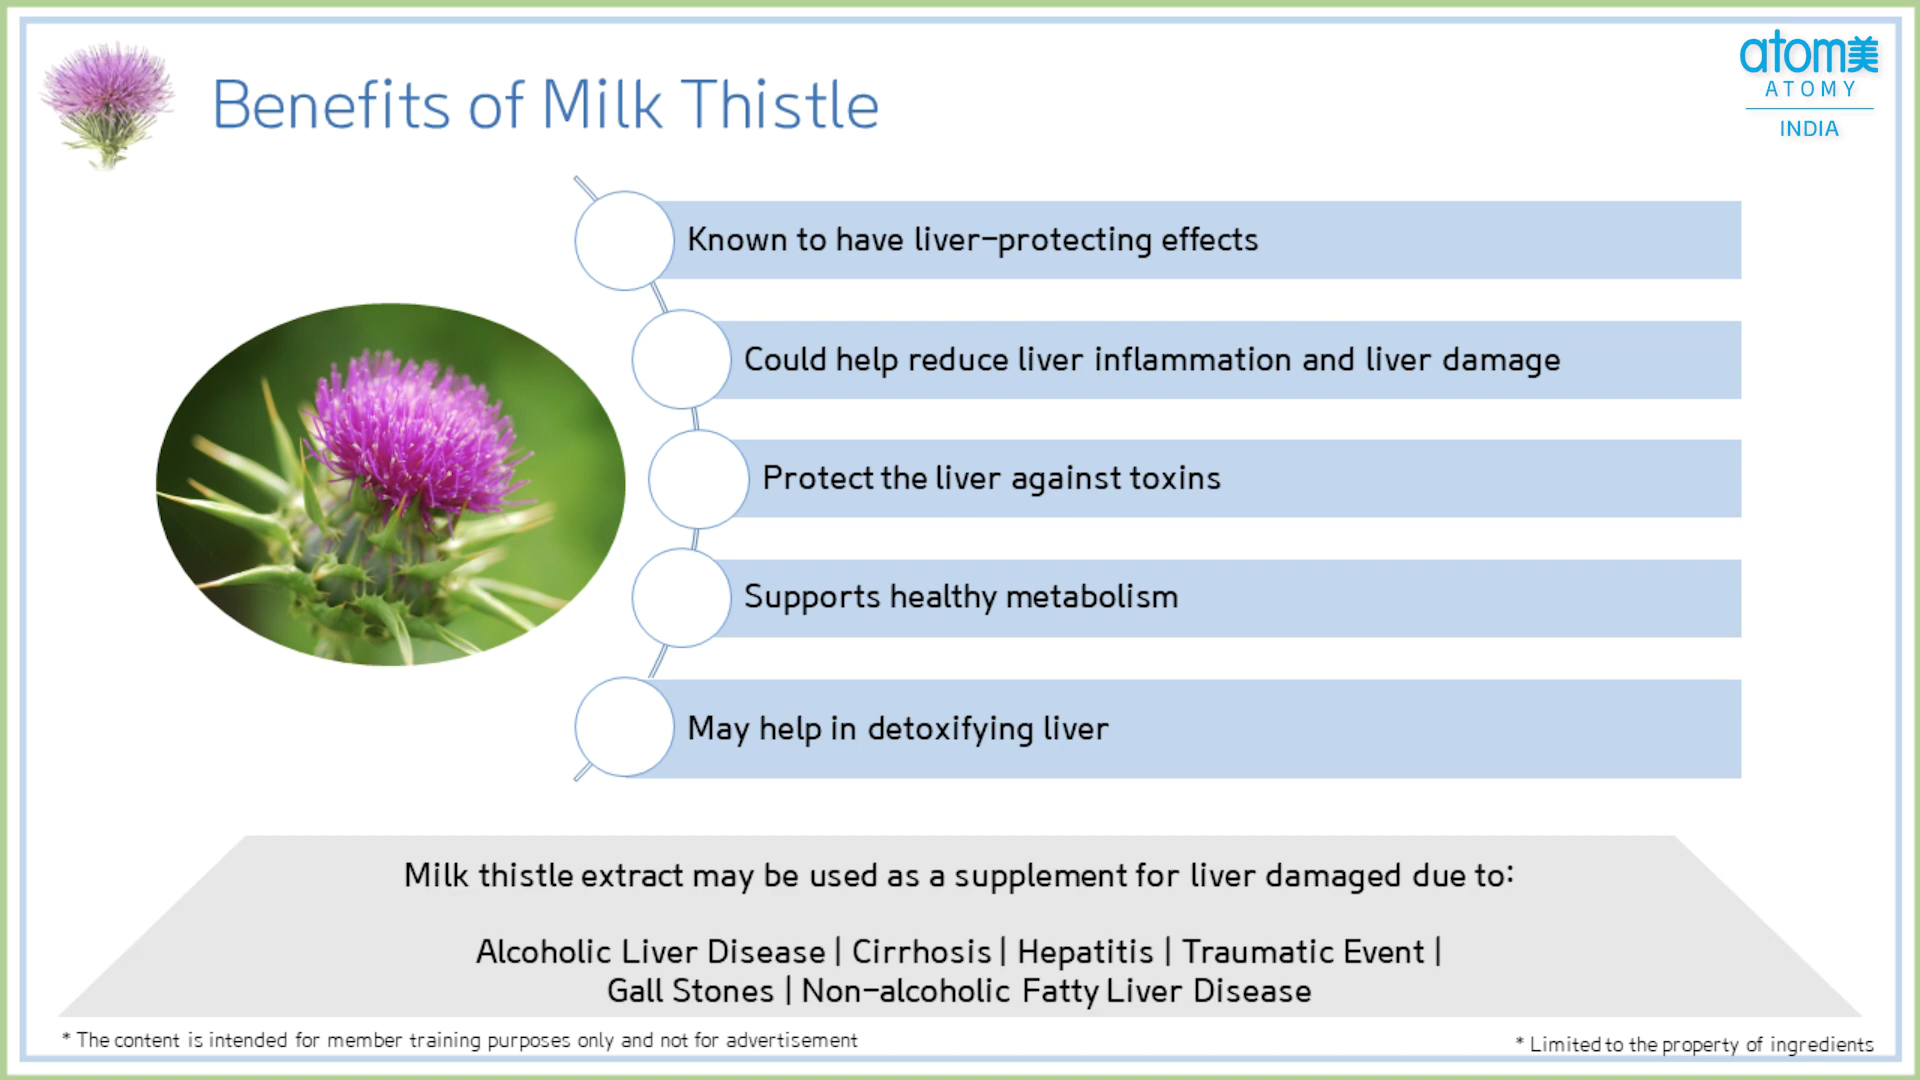 Benefits of Milk Thistle
atom美
ATOMY
INDIA
Known to have liver-protecting effects
Could help reduce liver inflammation and liver damage
Protect the liver against toxins
Supports healthy metabolism
May help in detoxifying liver
Milk thistle extract may be used as a supplement for liver damaged due to:
Alcoholic Liver Disease | Cirrhosis | Hepatitis | Traumatic Event |
Gall Stones | Non-alcoholic Fatty Liver Disease
* The content is intended for member training purposes only and not for advertisement
* Limited to the property of ingredients